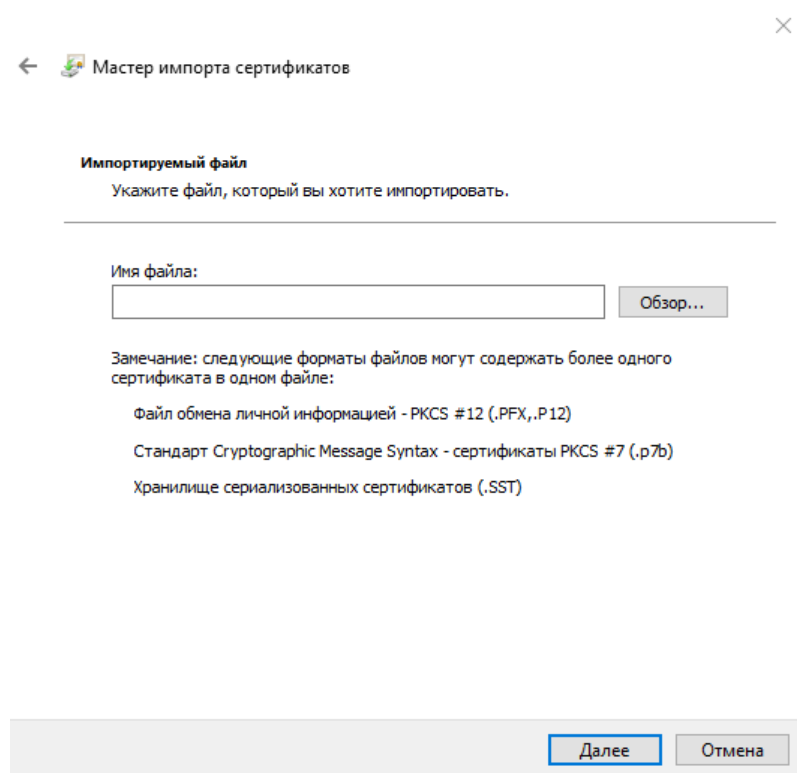 Мастер импорта сертификатов
Импортируемый файл
Укажите файл, который вы хотите импортировать.
Имя файла:
Обзор...
Замечание: следующие форматы файлов могут содержать более одного
сертификата в одном файле:
Файл обмена личной информацией - PKCS #12 (.PFX,.P12)
Стандарт Cryptographic Message Syntax - сертификаты PKCS #7 (.p7b)
Хранилище сериализованных сертификатов (.SST)
Далее
Отмена